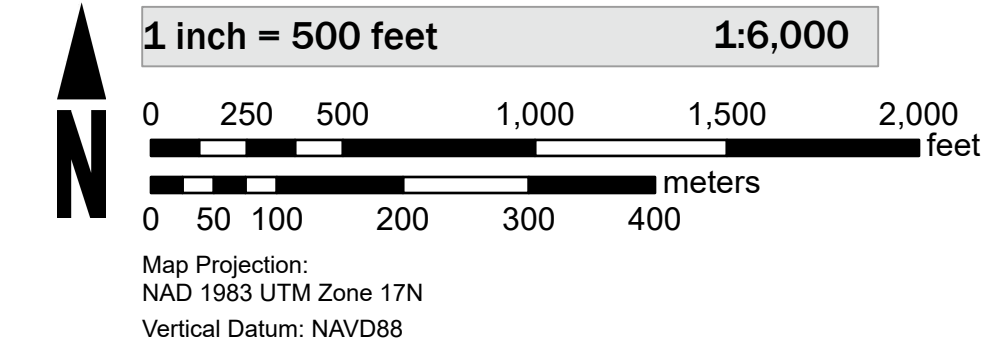 1 inch = 500 feet 1:6,000
0 250 500 1,000 1,500 2,000
feet
N
meters
0 50 100 200 300 400
Map Projection:
NAD 1983 UTM Zone 17N
Vertical Datum: NAVD88